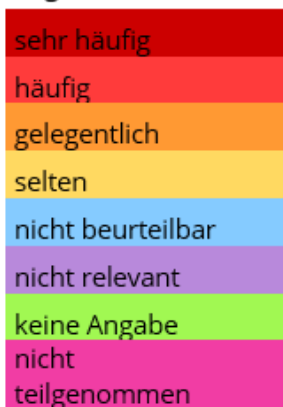 sehr häufig
häufig
gelegentlich
selten
nicht beurteilbar
nicht relevant
keine Angabe
nicht
teilgenommen